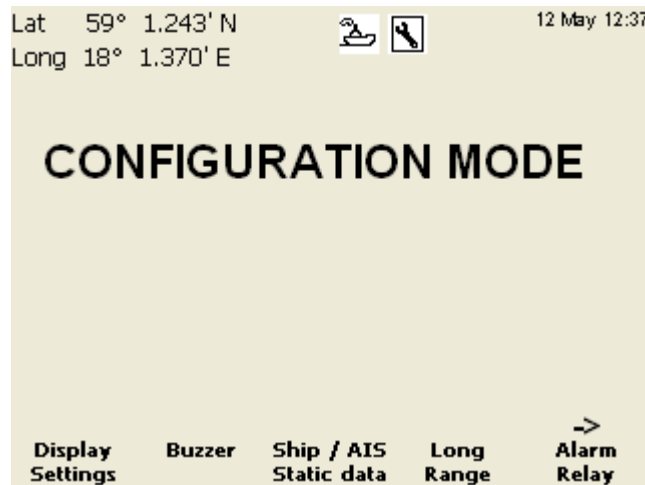 Lat 59° 1.243' N
12 May 12:37
Long 18° 1.370' E
CONFIGURATION MODE
->
Display Settings
Buzzer
Ship / AIS Static data
Long Range
Alarm Relay